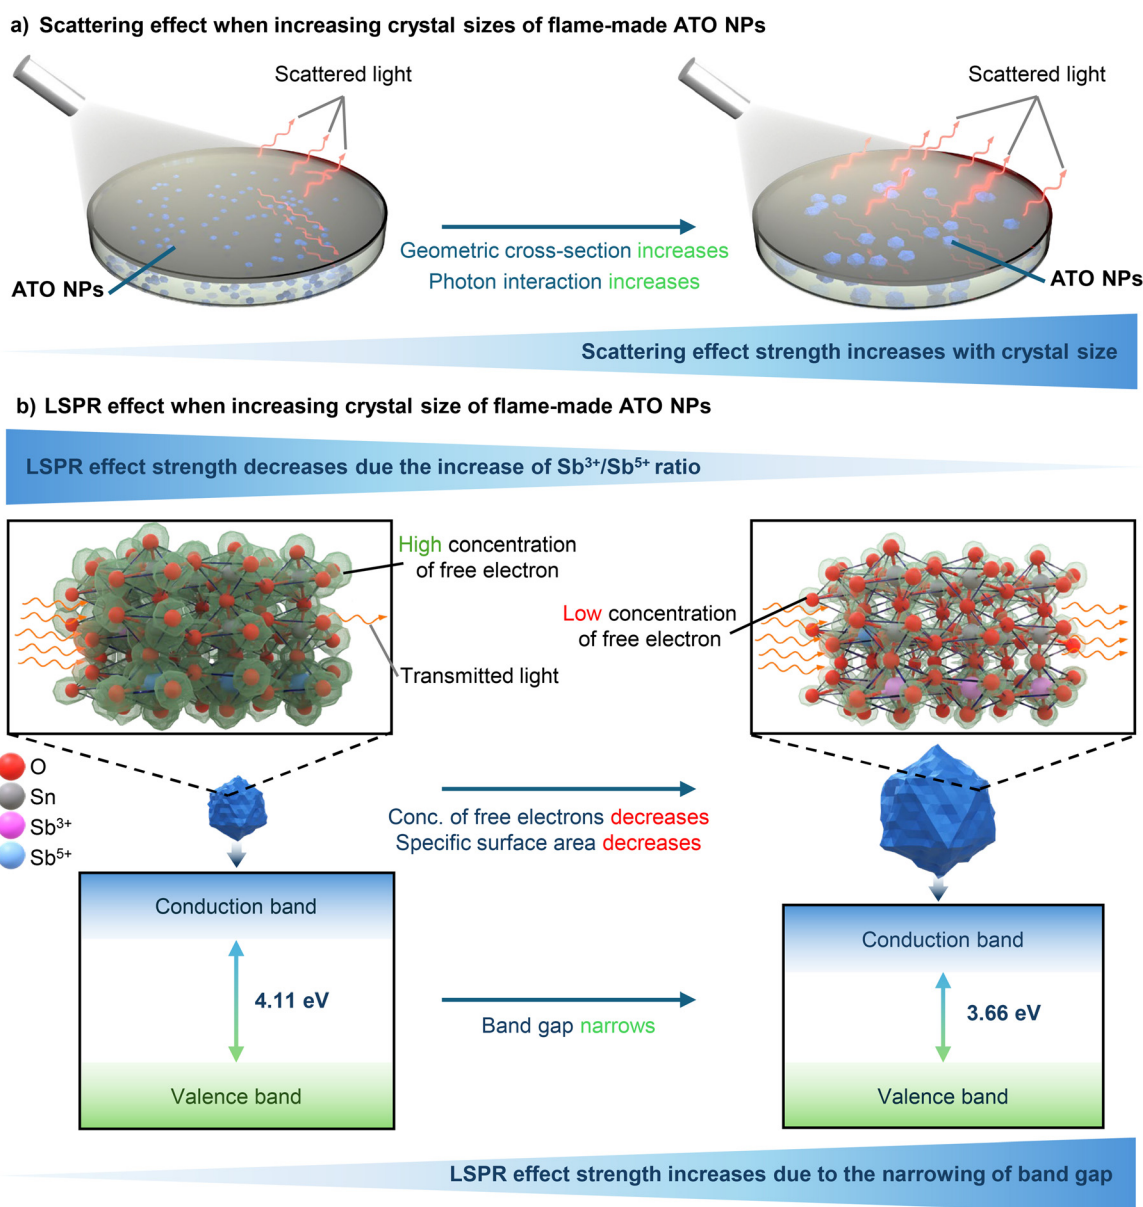 a) Scattering effect when increasing crystal sizes of flame-made ATO NPs
Scattered light
Scattered light
Geometric cross-section increases
Photon interaction increases
ATO NPs
ATO NPs
Scattering effect strength increases with crystal size
b) LSPR effect when increasing crystal size of flame-made ATO NPs
LSPR effect strength decreases due the increase of Sb³⁺/Sb⁵⁺ ratio
High concentration
of free electron
Low concentration
of free electron
Transmitted light
O
Sn
Sb³⁺
Sb⁵⁺
Conc. of free electrons decreases
Specific surface area decreases
Conduction band
4.11 eV
Valence band
Band gap narrows
Conduction band
3.66 eV
Valence band
LSPR effect strength increases due to the narrowing of band gap